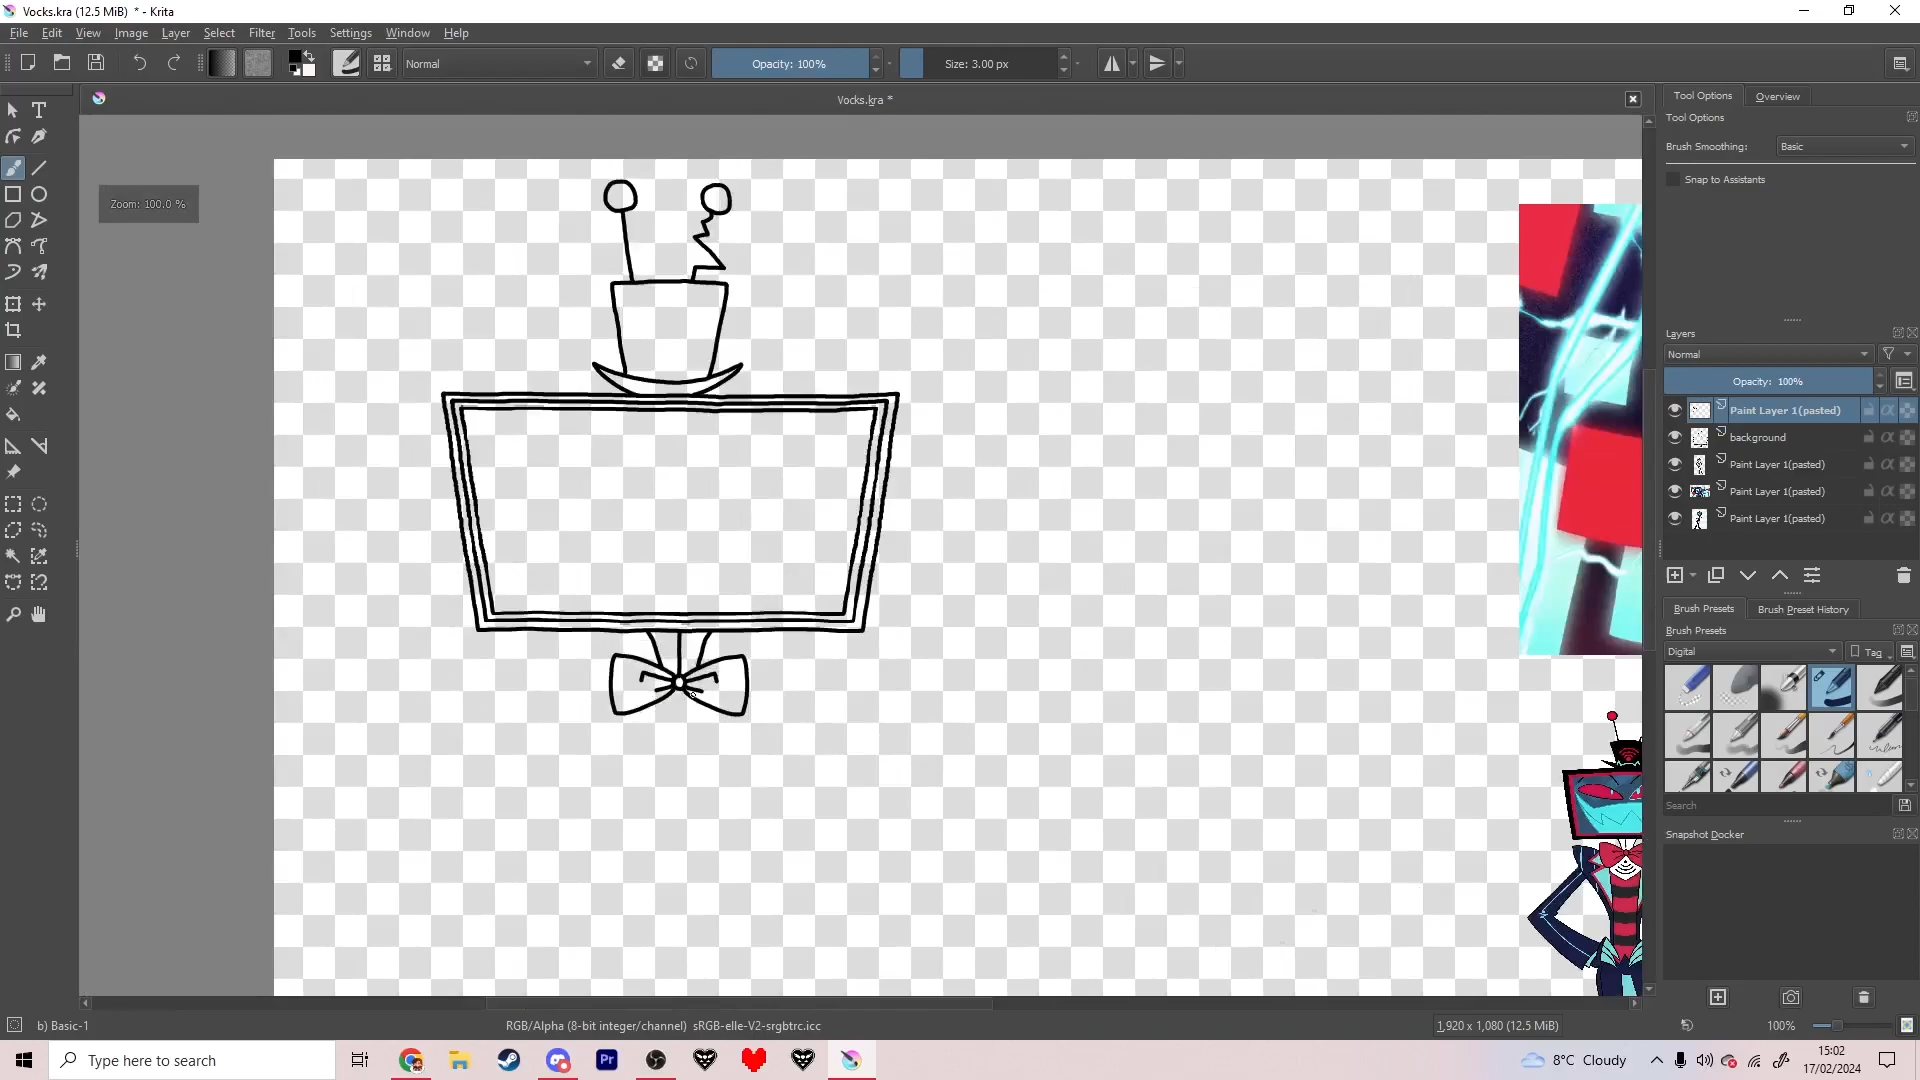 Vocks.kra (12.5 MiB)  * - Krita
File Edit View Image Layer Select Filter Tools Settings Window Help
Normal Opacity: 100% Size: 3.00 px
Vocks.kra *
Tool Options Overview
Tool Options
Brush Smoothing: Basic
Snap to Assistants
Zoom: 100.0 %
Layers
Normal
Opacity:  100%
Paint Layer 1(pasted)
background
Paint Layer 1(pasted)
Paint Layer 1(pasted)
Paint Layer 1(pasted)
Brush Presets Brush Preset History
Brush Presets
Digital Tag
Search
Snapshot Docker
b) Basic-1 RGB/Alpha (8-bit integer/channel)  sRGB-elle-V2-srgbtrc.icc 1,920 x 1,080 (12.5 MiB) 100%
Type here to search Pr 8°C Cloudy 15:02
17/02/2024